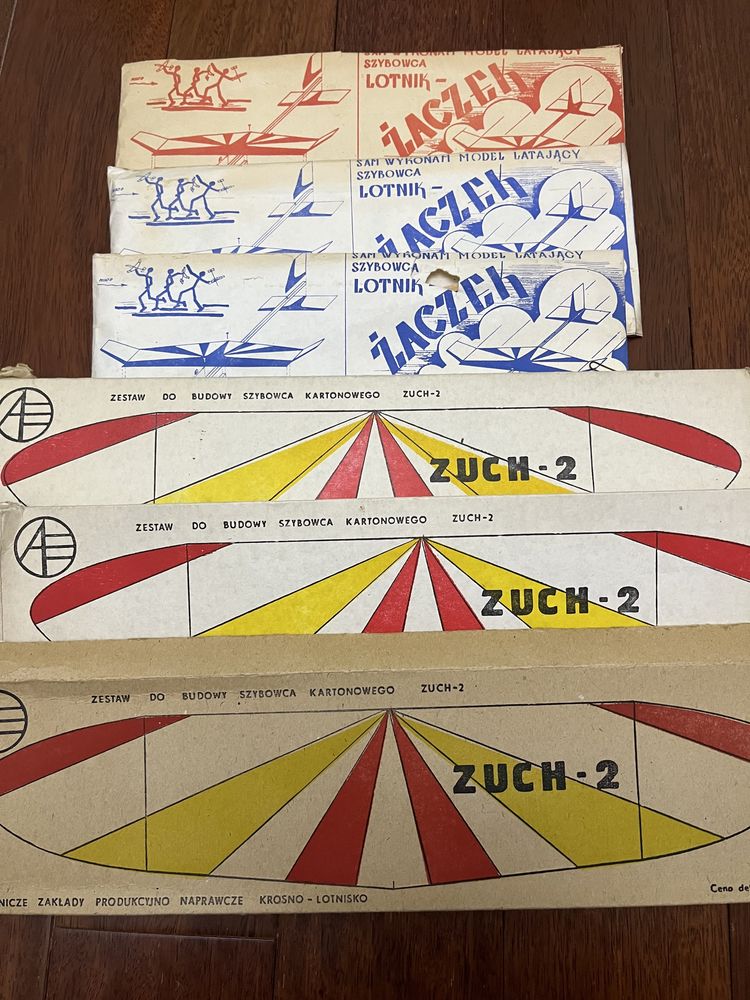 SAM WYKONAM MODEL LATAJĄCY
SZYBOWCA
LOTNIK-
ŻACZEK
SAM WYKONAM MODEL LATAJĄCY
SZYBOWCA
LOTNIK-
ŻACZEK
SAM WYKONAM MODEL LATAJĄCY
SZYBOWCA
LOTNIK-
ŻACZEK
ZESTAW DO BUDOWY SZYBOWCA KARTONOWEGO ZUCH-2
ZUCH-2
ZESTAW DO BUDOWY SZYBOWCA KARTONOWEGO ZUCH-2
ZUCH-2
ZESTAW DO BUDOWY SZYBOWCA KARTONOWEGO ZUCH-2
ZUCH-2
Cena
NICZE ZAKŁADY PRODUKCYJNO NAPRAWCZE KROSNO - LOTNISKO